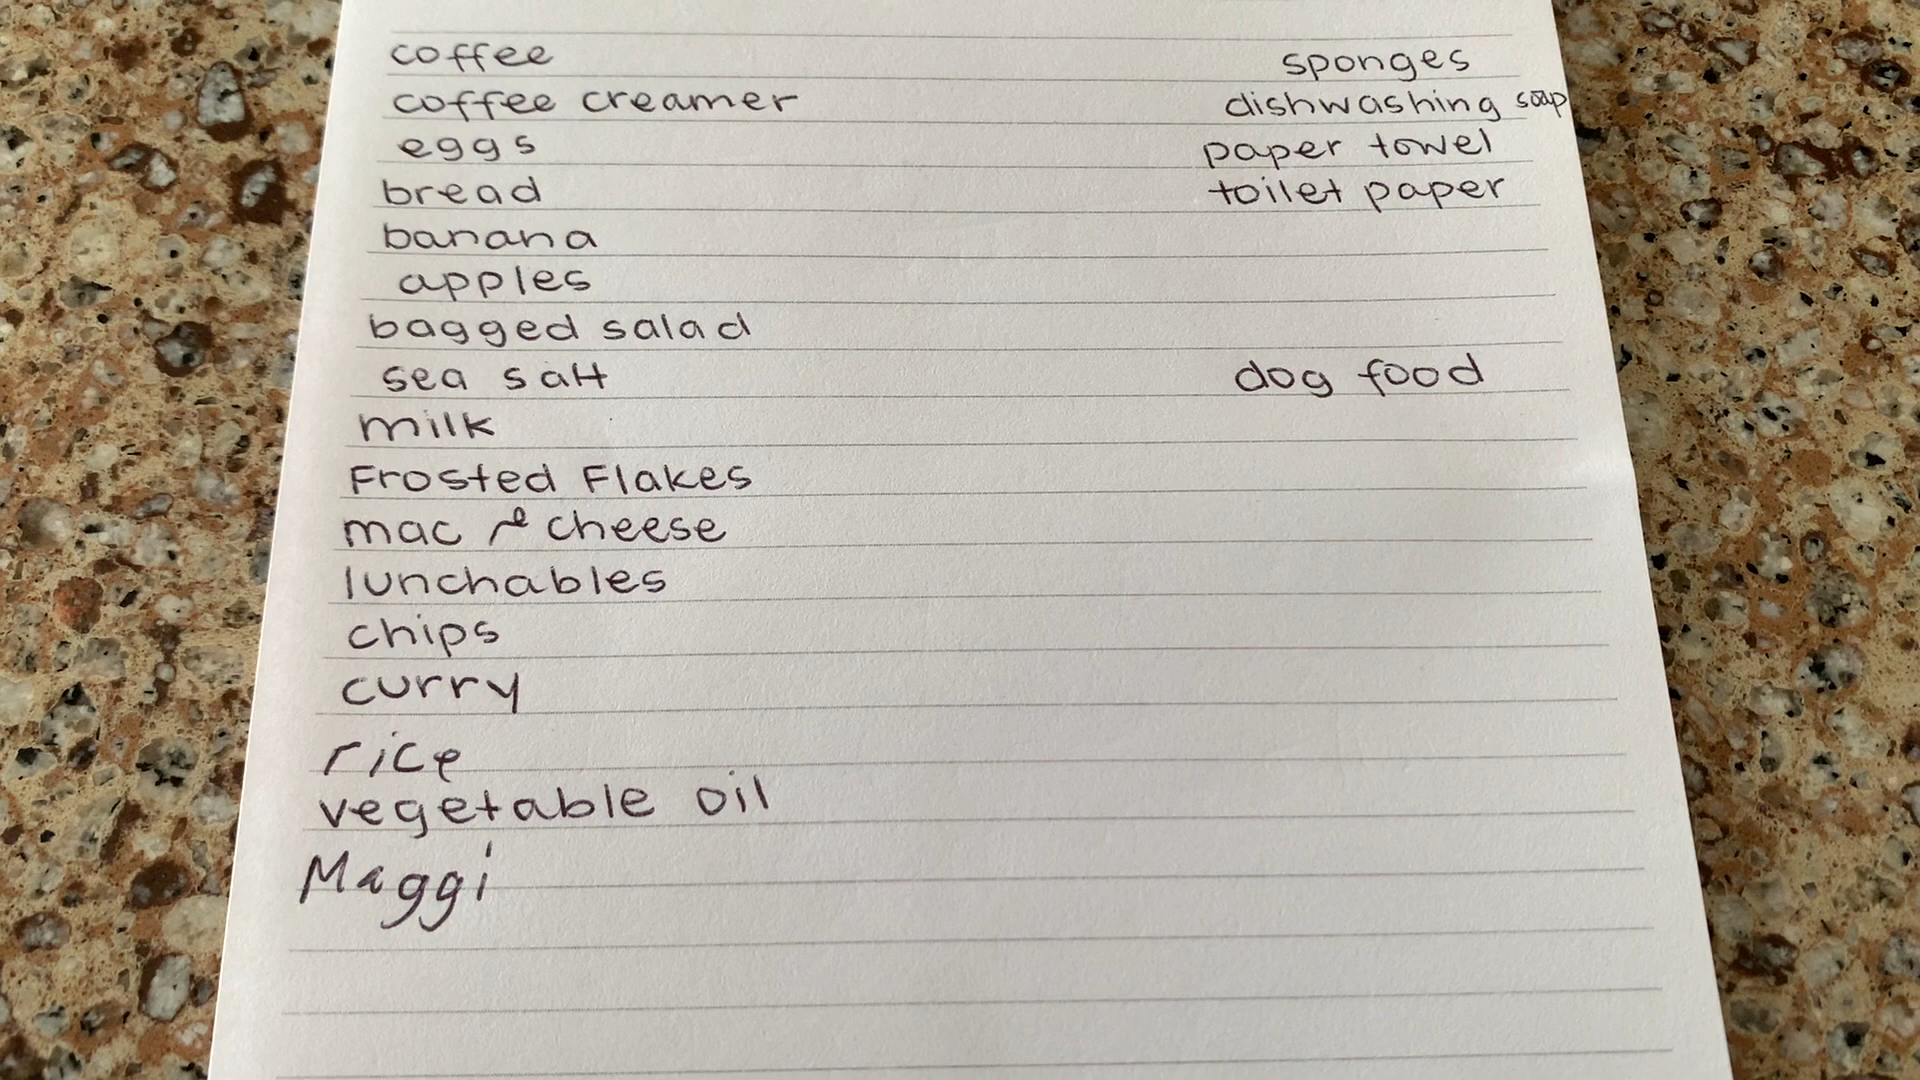 coffee
coffee creamer
eggs
bread
banana
apples
bagged salad
sea salt
milk
Frosted Flakes
mac & cheese
lunchables
chips
curry
rice
vegetable oil
Maggi
sponges
dishwashing soap
paper towel
toilet paper
dog food